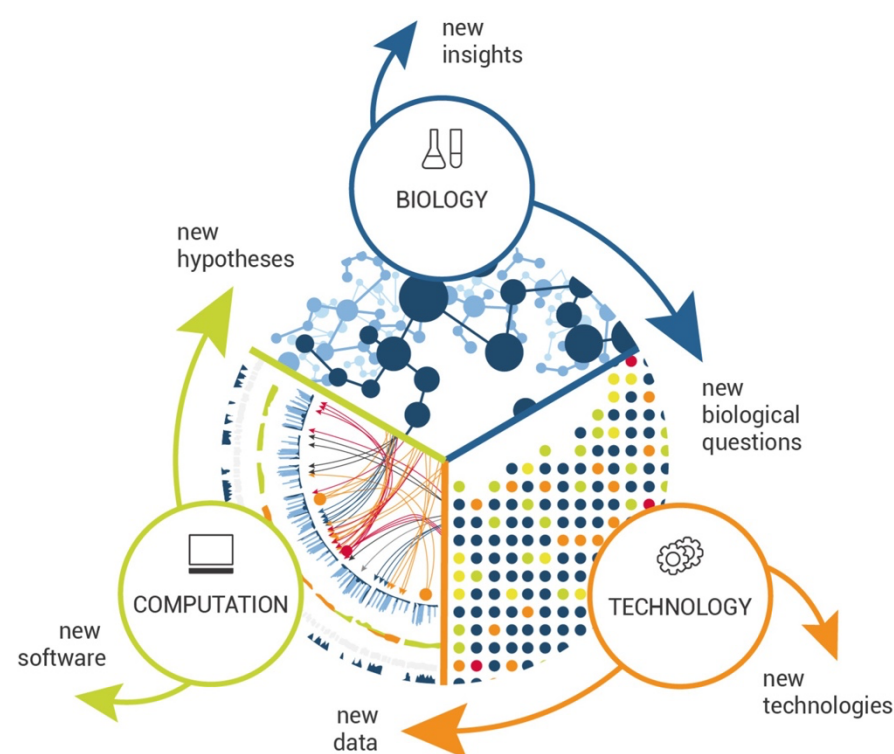 new
insights
BIOLOGY
new
hypotheses
new
biological
questions
COMPUTATION
TECHNOLOGY
new
software
new
technologies
new
data